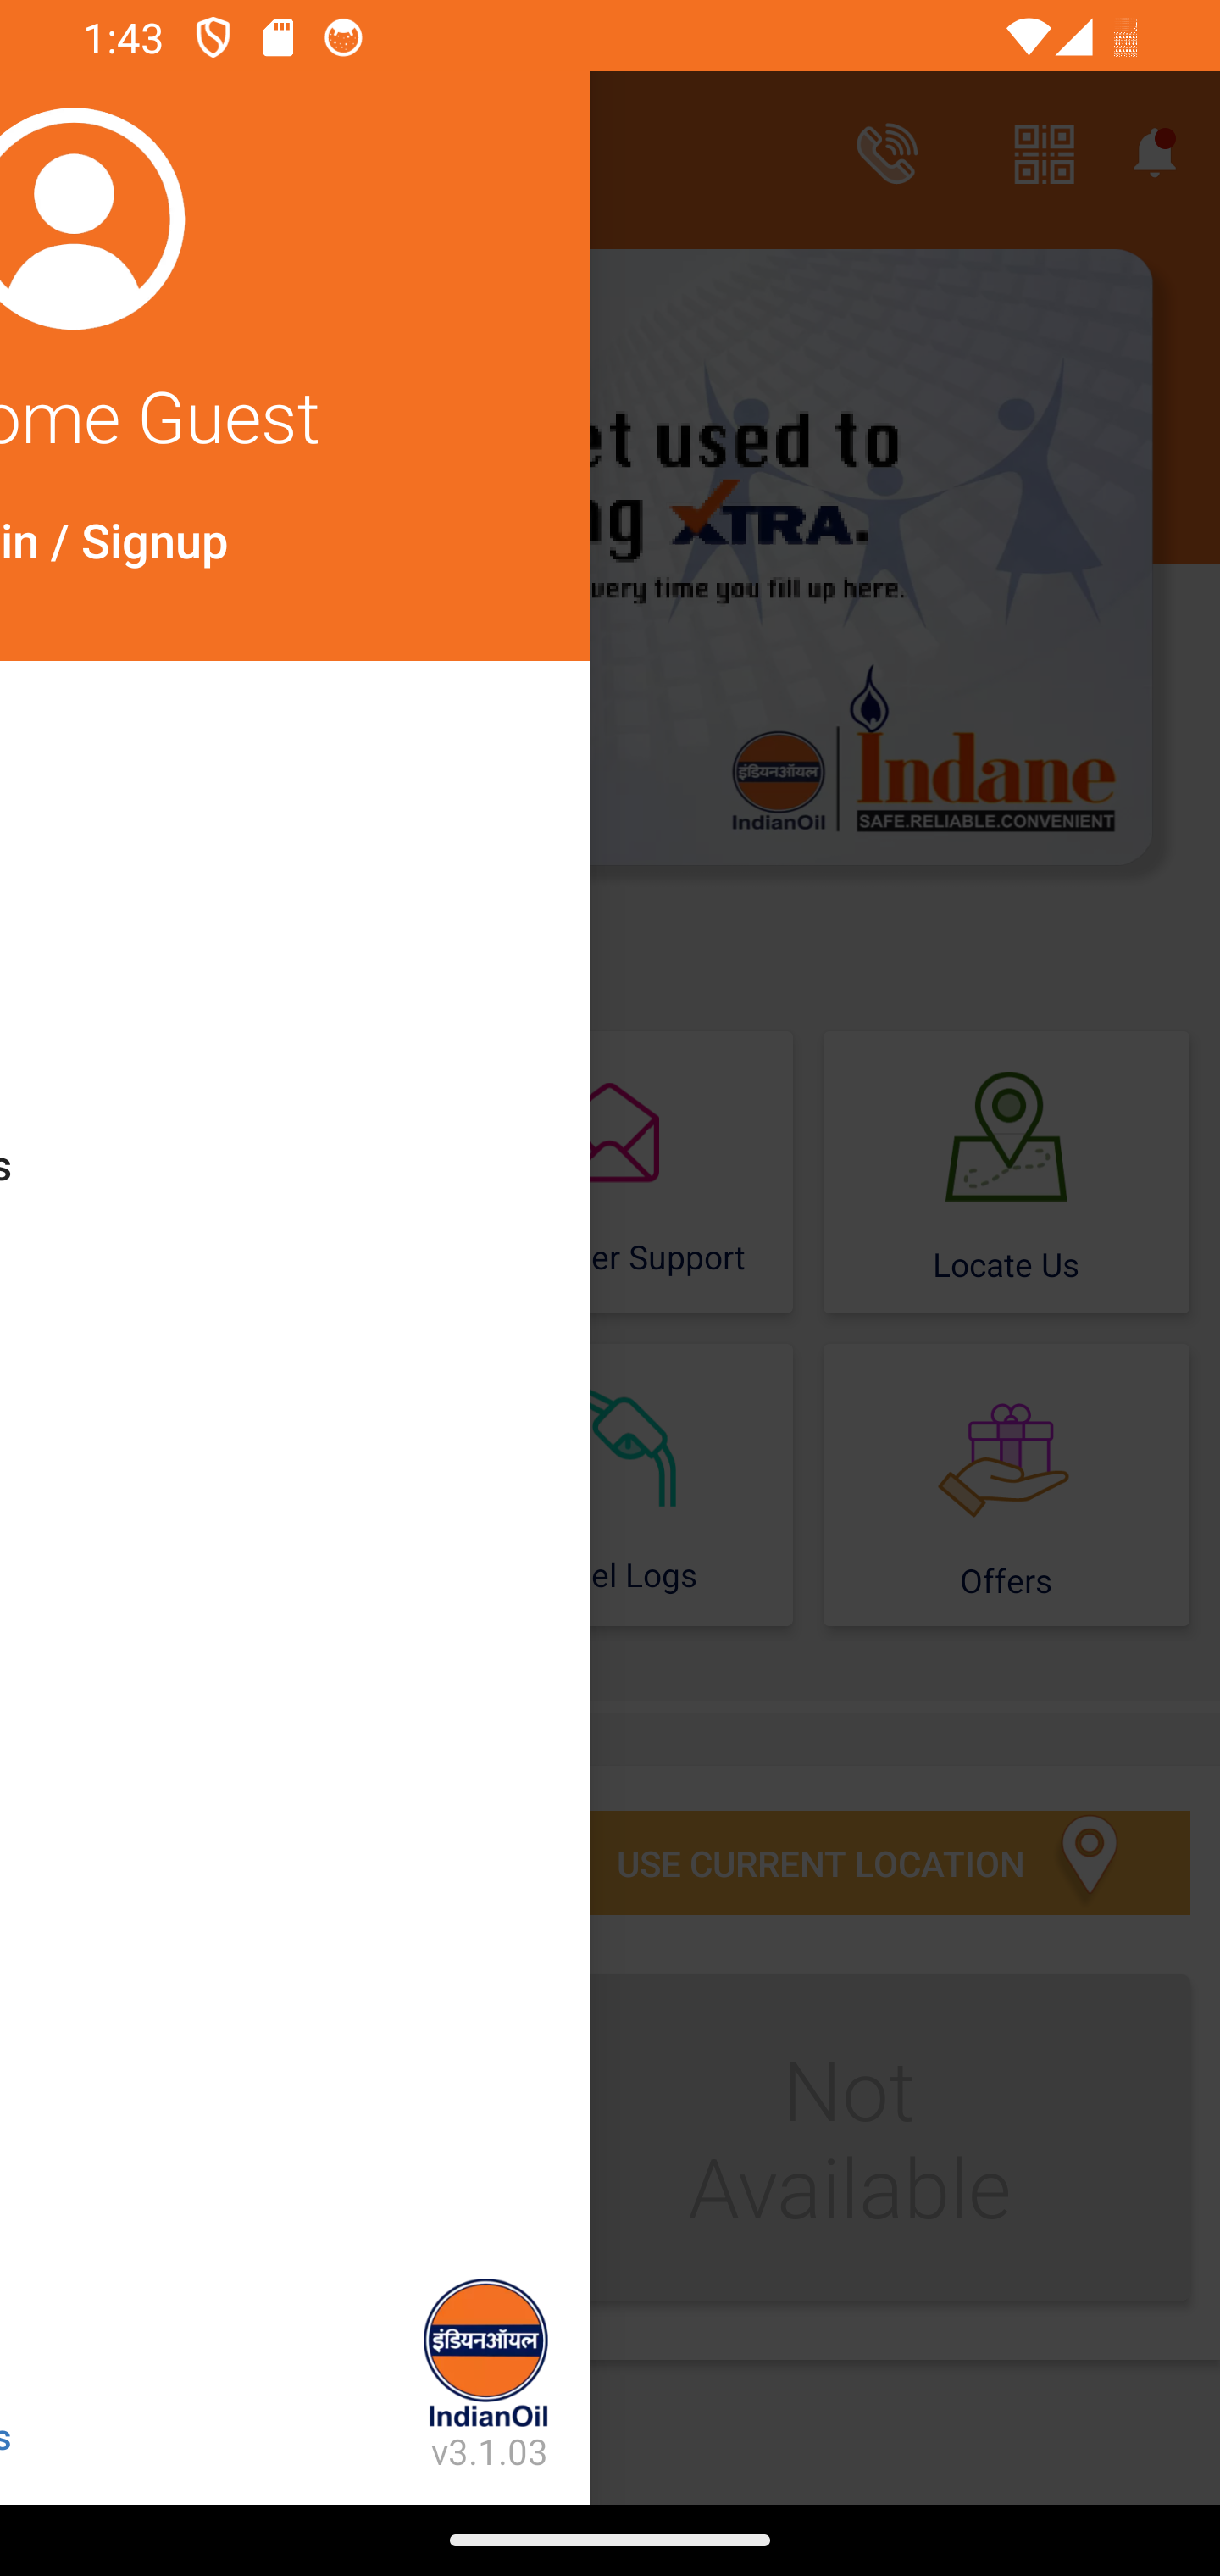 1:43
ome Guest
in / Signup
et used to
ng XTRA.
very time you fill up here.
इंडियनऑयल
IndianOil
Indane
SAFE.RELIABLE.CONVENIENT
s
er Support
Locate Us
el Logs
Offers
USE CURRENT LOCATION
Not
Available
इंडियनऑयल
IndianOil
s
v3.1.03